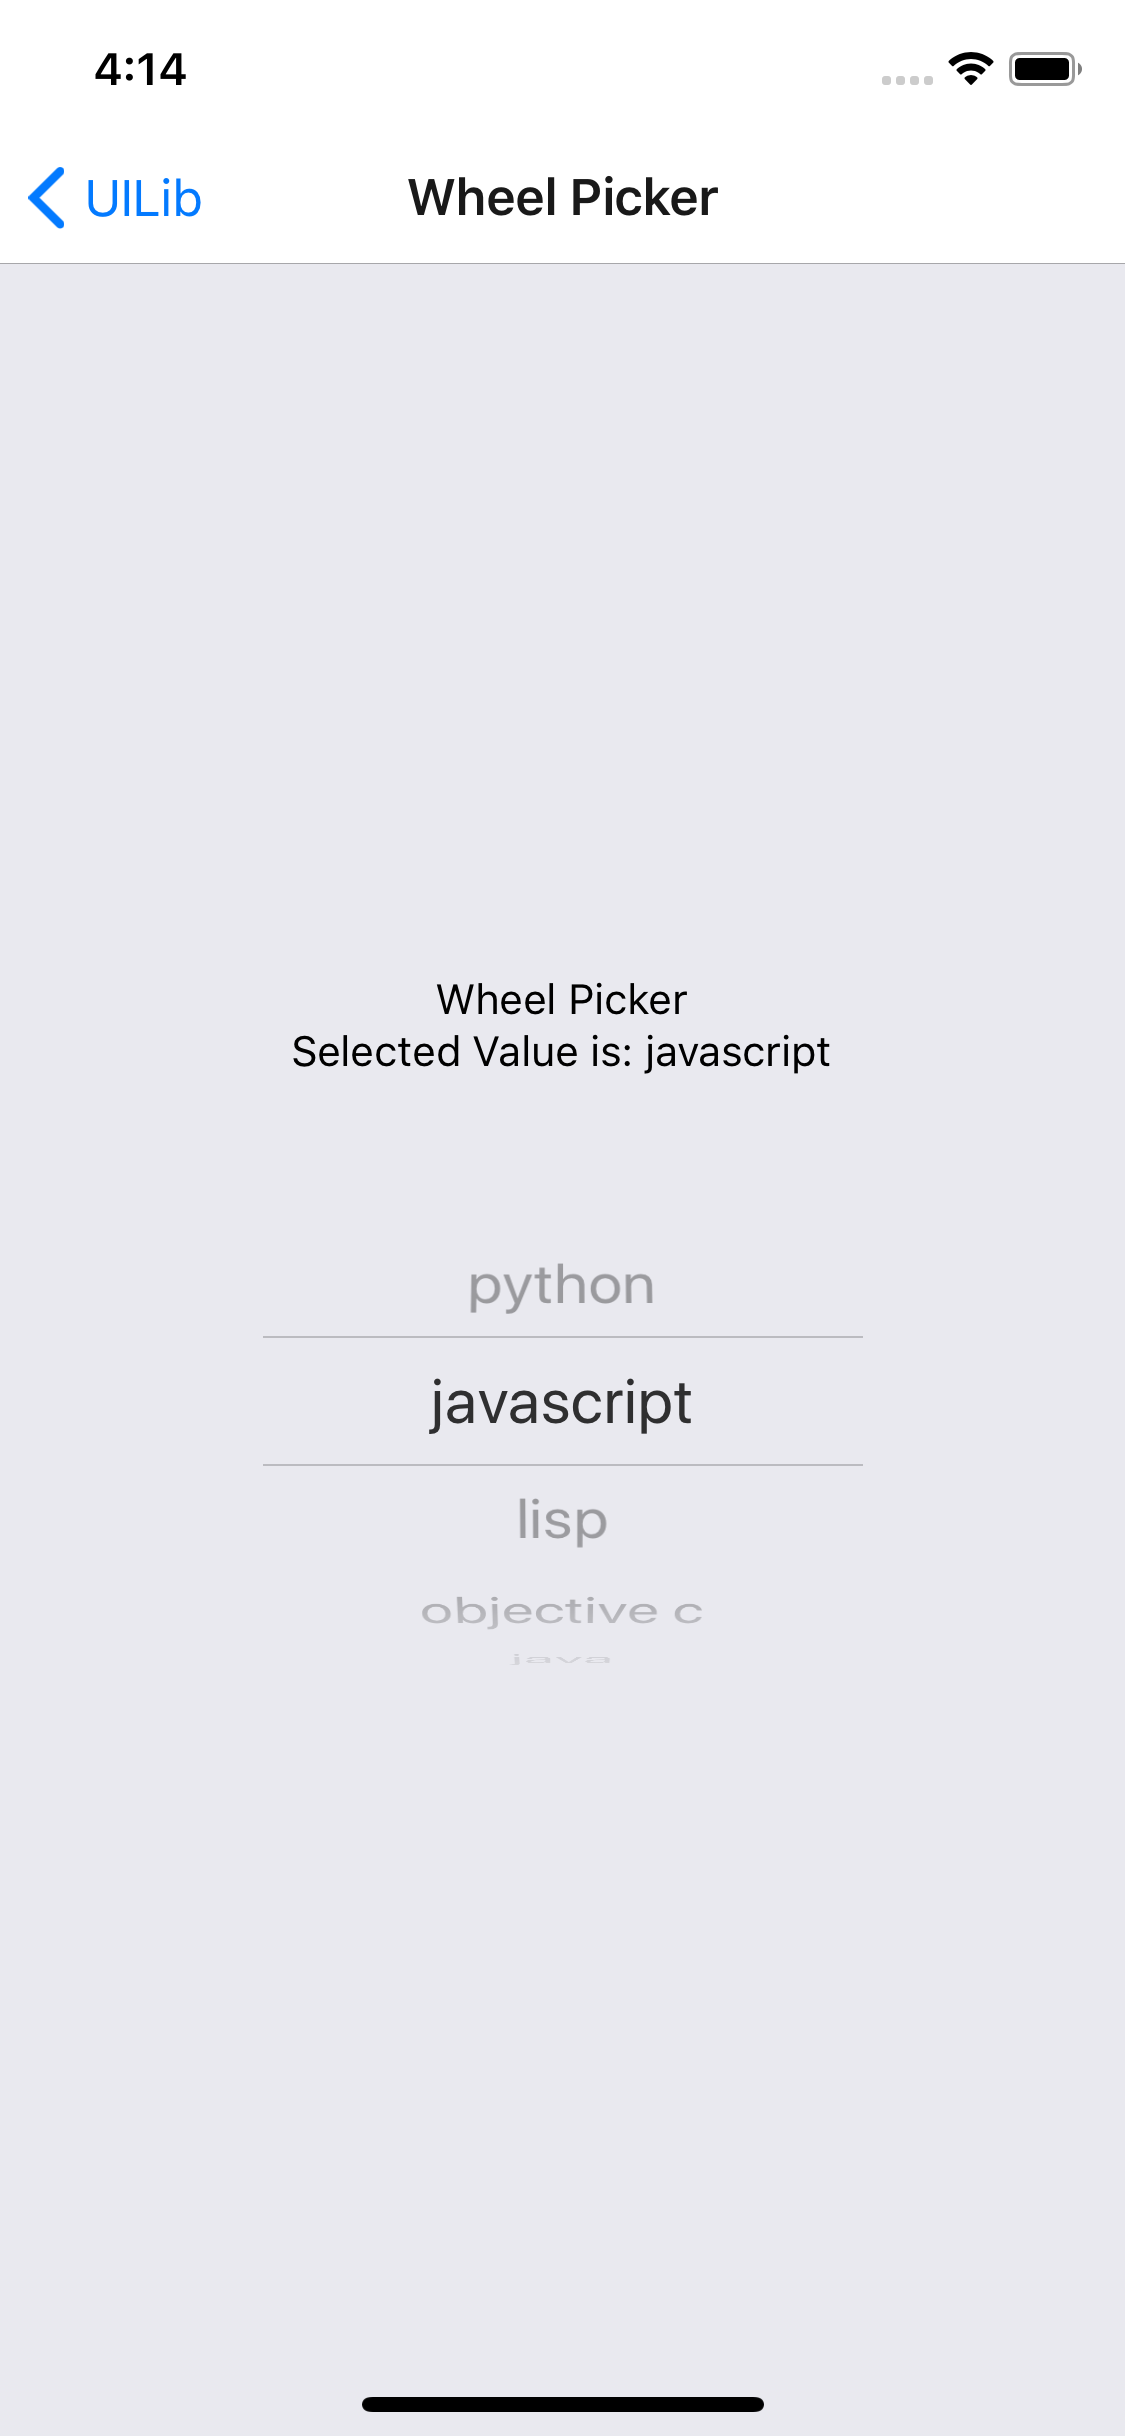 4:14
UILib
Wheel Picker
Wheel Picker
Selected Value is: javascript
python
javascript
lisp
objective c
java